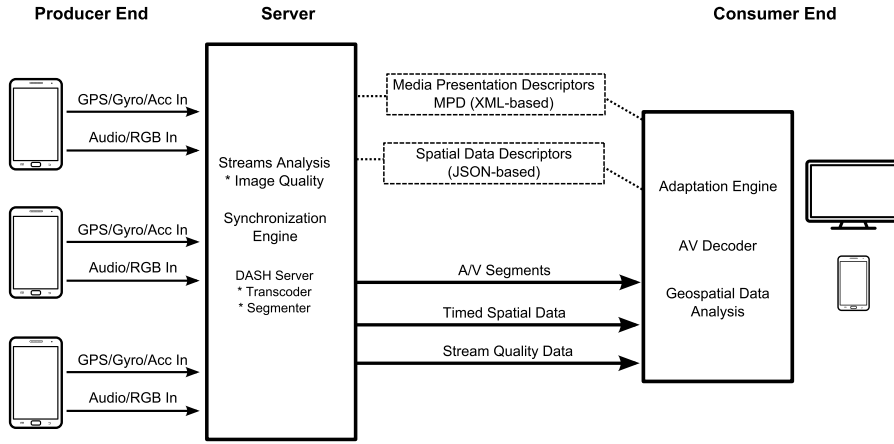 Producer End
Server
Consumer End
GPS/Gyro/Acc In
Audio/RGB In
GPS/Gyro/Acc In
Audio/RGB In
GPS/Gyro/Acc In
Audio/RGB In
Streams Analysis
* Image Quality
Synchronization
Engine
DASH Server
* Transcoder
* Segmenter
Media Presentation Descriptors
MPD (XML-based)
Spatial Data Descriptors
(JSON-based)
A/V Segments
Timed Spatial Data
Stream Quality Data
Adaptation Engine
AV Decoder
Geospatial Data
Analysis